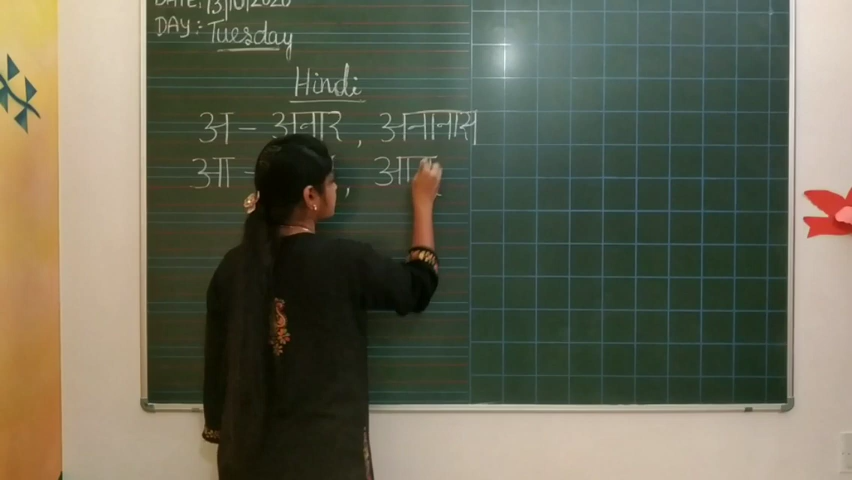 DATE: 13/10/2020
DAY: Tuesday
Hindi
अ - अनार, अनानास
आ - ,